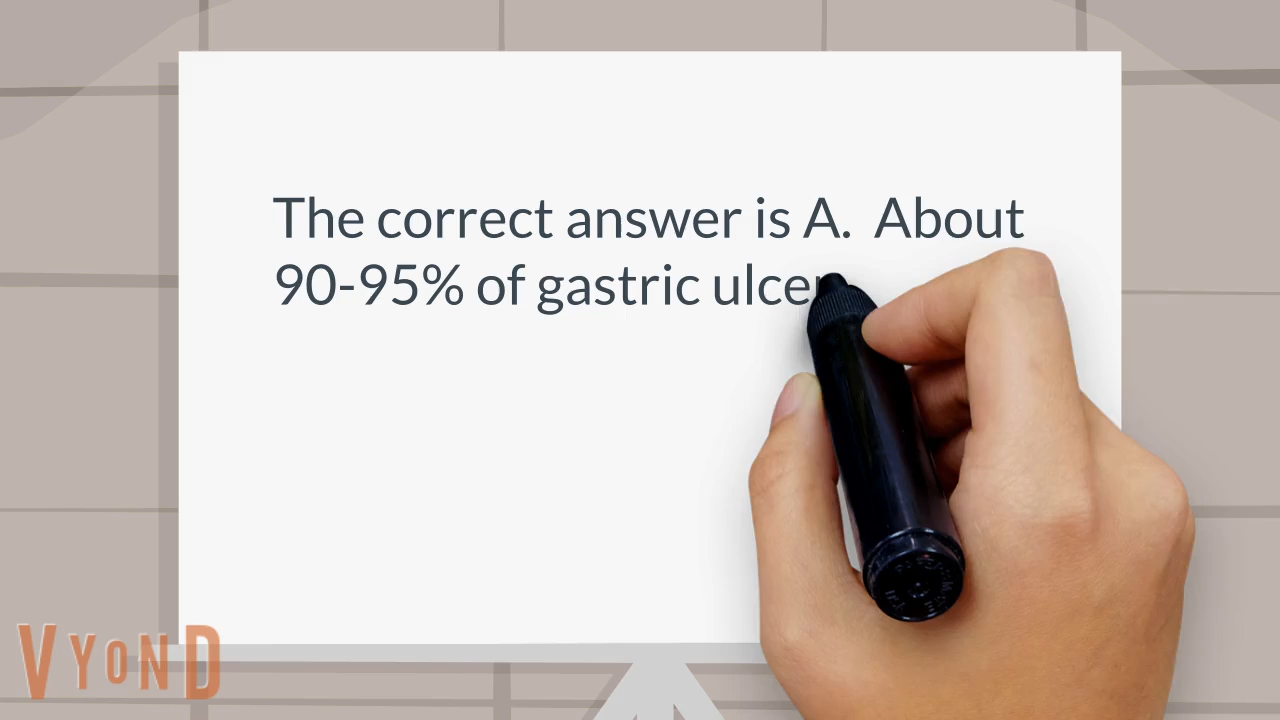 The correct answer is A.  About
90-95% of gastric ulcer
VYOND